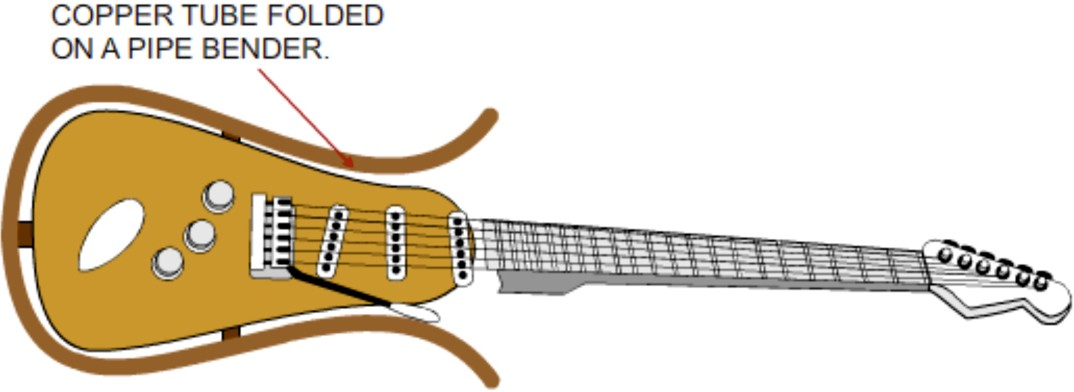 COPPER TUBE FOLDED
ON A PIPE BENDER.